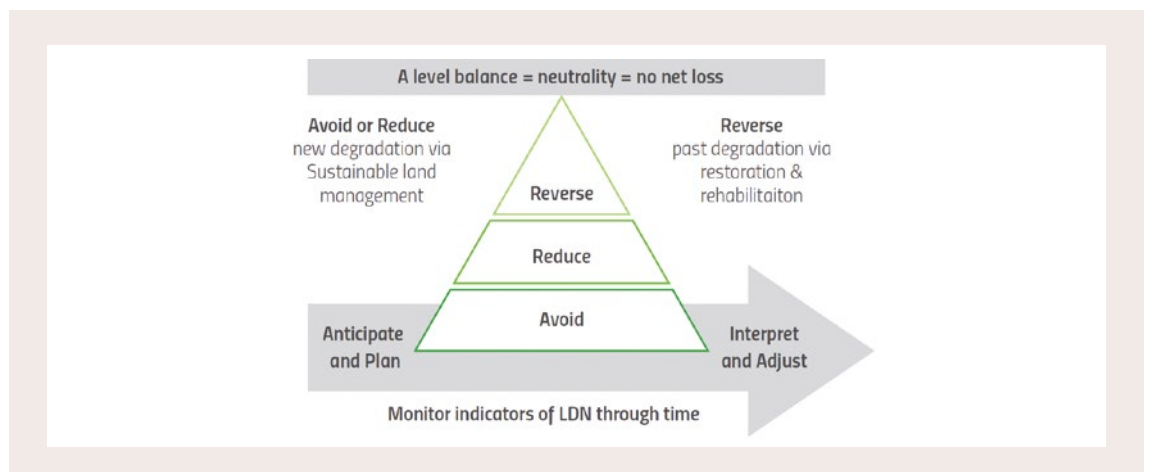 A level balance = neutrality = no net loss
Avoid or Reduce
new degradation via
Sustainable land
management
Reverse
past degradation via
restoration &
rehabilitaiton
Reverse
Reduce
Avoid
Anticipate
and Plan
Interpret
and Adjust
Monitor indicators of LDN through time